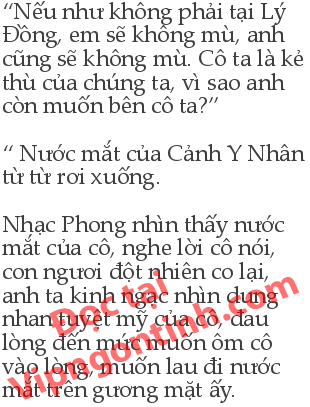 “Nếu như không phải tại Lý
Đồng, em sẽ không mù, anh
cũng sẽ không mù. Cô ta là kẻ
thù của chúng ta, vì sao anh
còn muốn bên cô ta?”
“ Nước mắt của Cảnh Y Nhân
từ từ rơi xuống.
Nhạc Phong nhìn thấy nước
mắt của cô, nghe lời cô nói,
con ngươi đột nhiên co lại,
anh ta kinh ngạc nhìn dung
nhan tuyệt mỹ của cô, đau
lòng đến mức muốn ôm cô
vào lòng, muốn lau đi nước
mắt trên gương mặt ấy.
Đọc tại
Vipngontinh.com